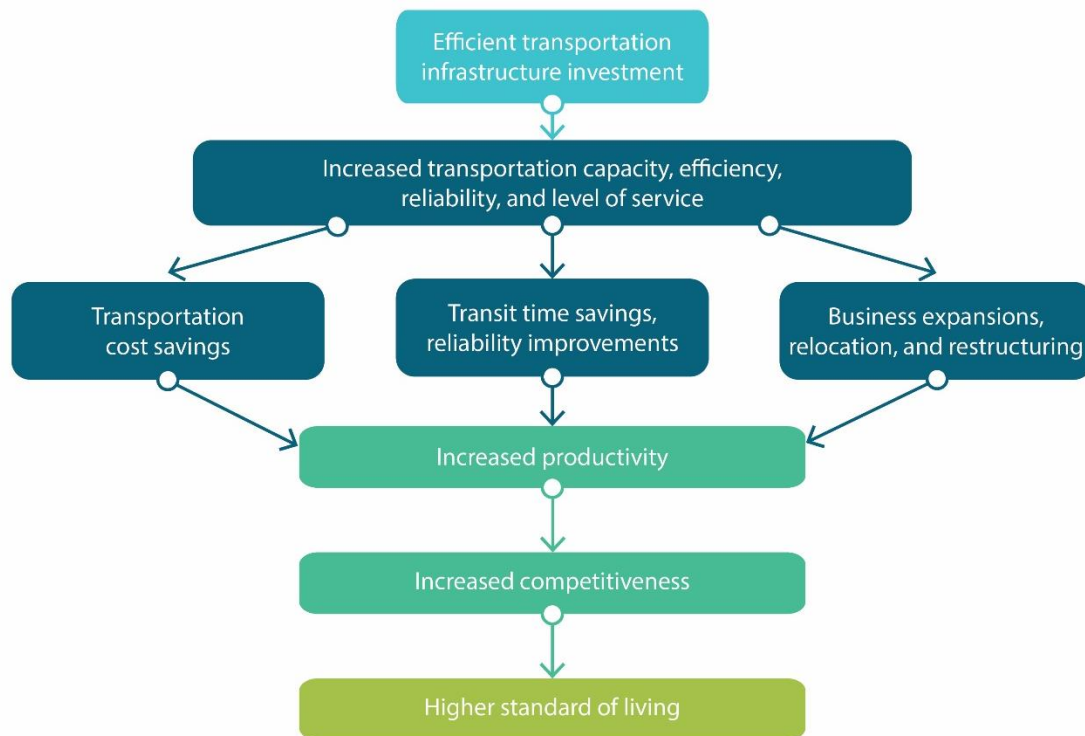 Efficient transportation
infrastructure investment
Increased transportation capacity, efficiency,
reliability, and level of service
Transportation
cost savings
Transit time savings,
reliability improvements
Business expansions,
relocation, and restructuring
Increased productivity
Increased competitiveness
Higher standard of living